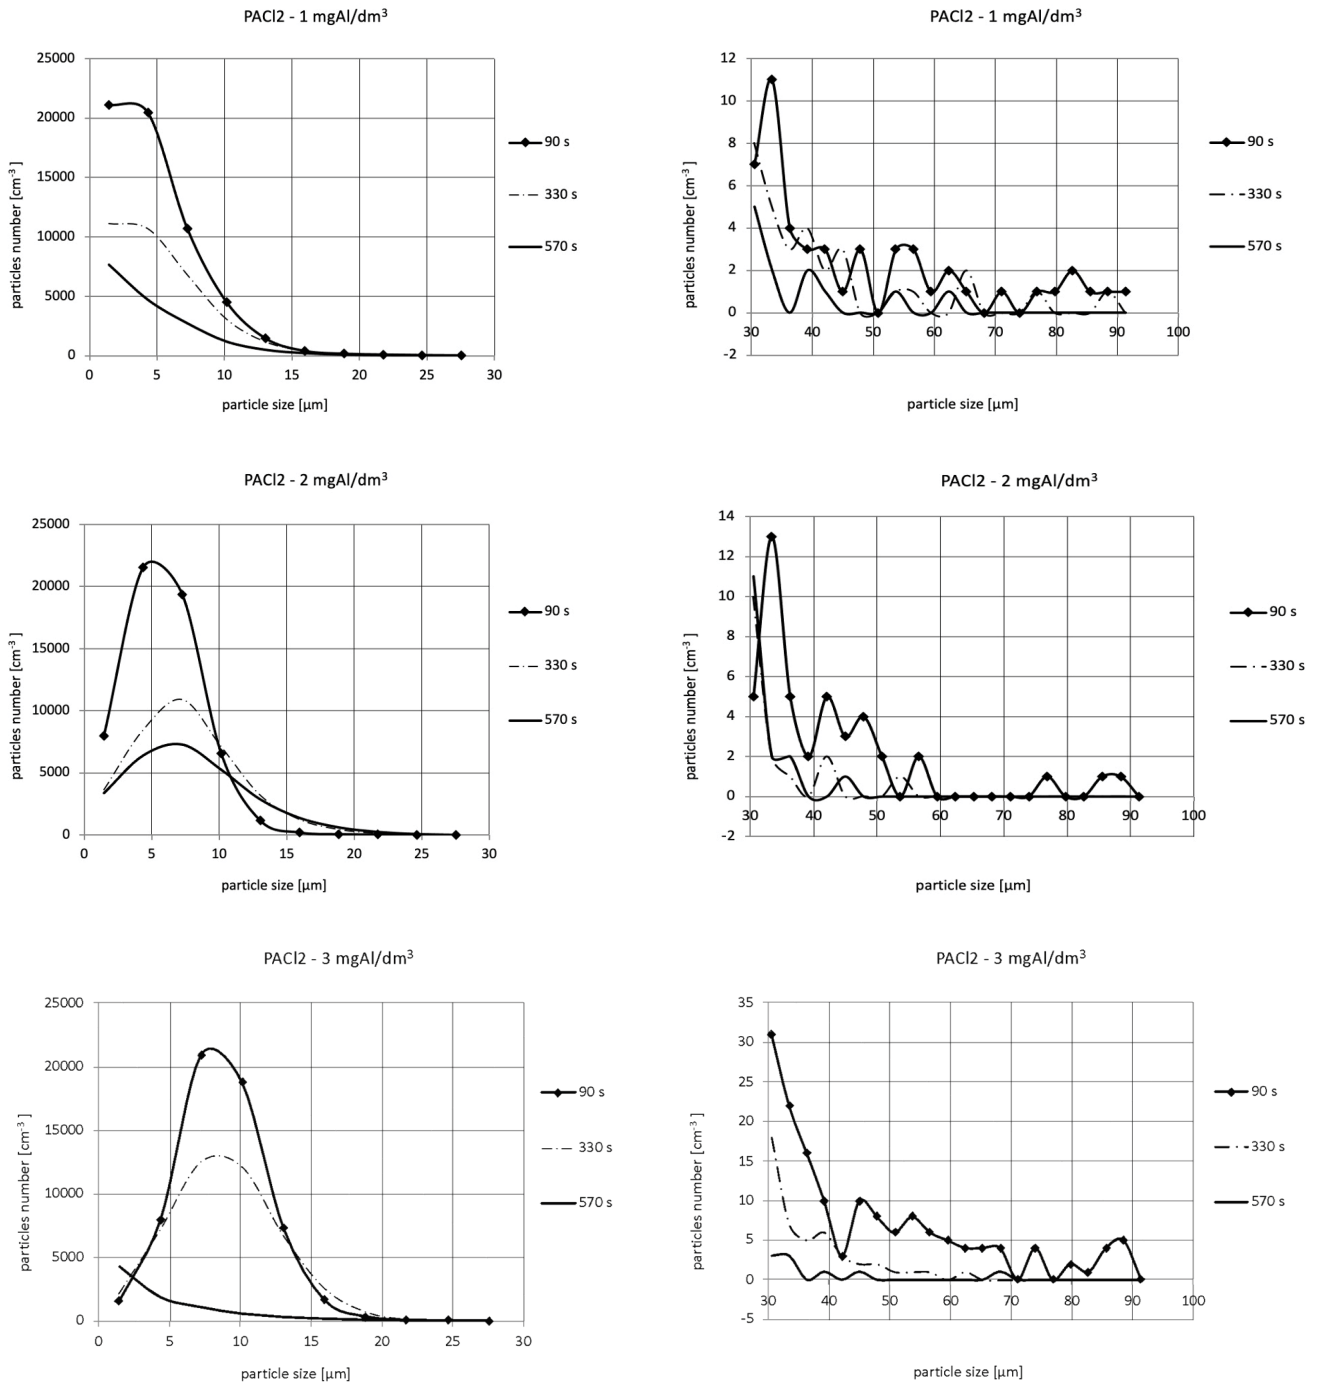 PACl2 - 1 mgAl/dm³
25000
20000
15000
10000
5000
0
0 5 10 15 20 25 30
particles number [cm⁻³ ]
particle size [µm]
90 s
330 s
570 s
PACl2 - 1 mgAl/dm³
12
10
8
6
4
2
0
-2
30 40 50 60 70 80 90 100
particles number [cm⁻³ ]
particle size [µm]
90 s
330 s
570 s
PACl2 - 2 mgAl/dm³
25000
20000
15000
10000
5000
0
0 5 10 15 20 25 30
particles number [cm⁻³ ]
particle size [µm]
90 s
330 s
570 s
PACl2 - 2 mgAl/dm³
14
12
10
8
6
4
2
0
-2
30 40 50 60 70 80 90 100
particles number [cm⁻³ ]
particle size [µm]
90 s
330 s
570 s
PACl2 - 3 mgAl/dm³
25000
20000
15000
10000
5000
0
0 5 10 15 20 25 30
particles number [cm⁻³ ]
particle size [µm]
90 s
330 s
570 s
PACl2 - 3 mgAl/dm³
35
30
25
20
15
10
5
0
-5
30 40 50 60 70 80 90 100
particles number [cm⁻³ ]
particle size [µm]
90 s
330 s
570 s